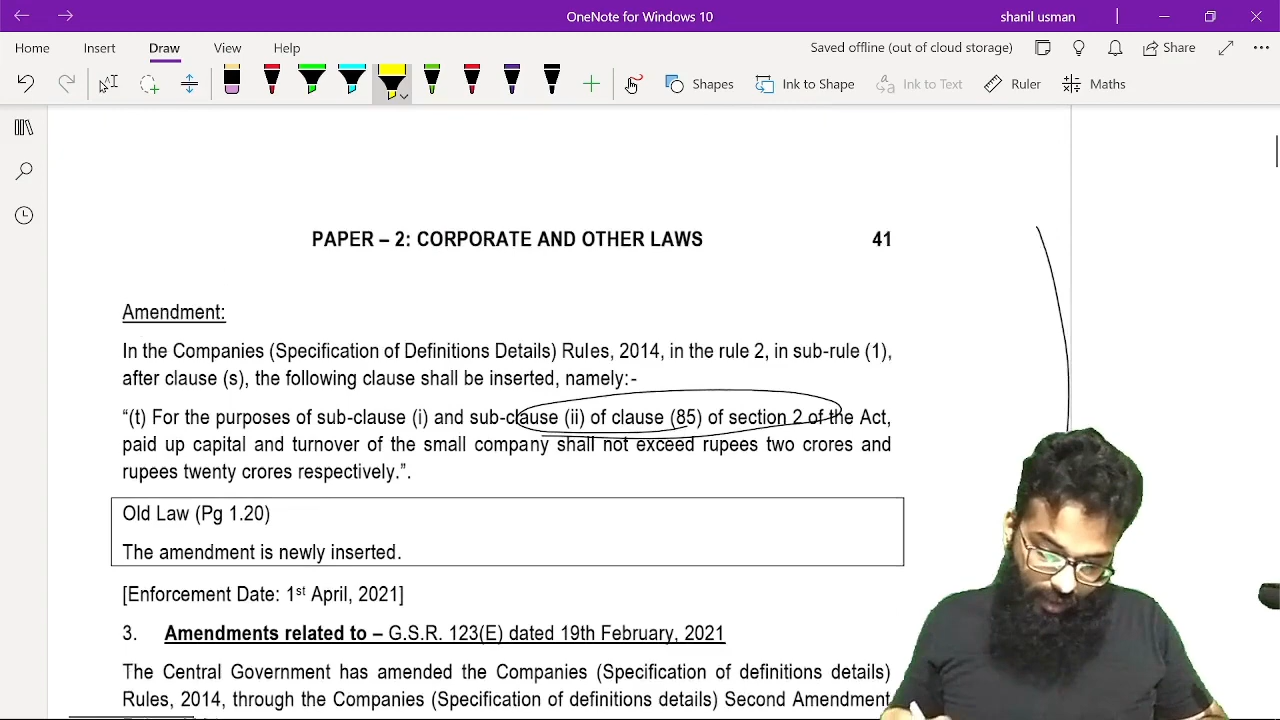 OneNote for Windows 10
shanil usman
Home Insert Draw View Help
Saved offline (out of cloud storage)
Share
Shapes
Ink to Shape
Ink to Text
Ruler
Maths
PAPER – 2: CORPORATE AND OTHER LAWS 41
Amendment:
In the Companies (Specification of Definitions Details) Rules, 2014, in the rule 2, in sub-rule (1),
after clause (s), the following clause shall be inserted, namely:-
“(t) For the purposes of sub-clause (i) and sub-clause (ii) of clause (85) of section 2 of the Act,
paid up capital and turnover of the small company shall not exceed rupees two crores and
rupees twenty crores respectively.”.
Old Law (Pg 1.20)
The amendment is newly inserted.
[Enforcement Date: 1st April, 2021]
3. Amendments related to – G.S.R. 123(E) dated 19th February, 2021
The Central Government has amended the Companies (Specification of definitions details)
Rules, 2014, through the Companies (Specification of definitions details) Second Amendment